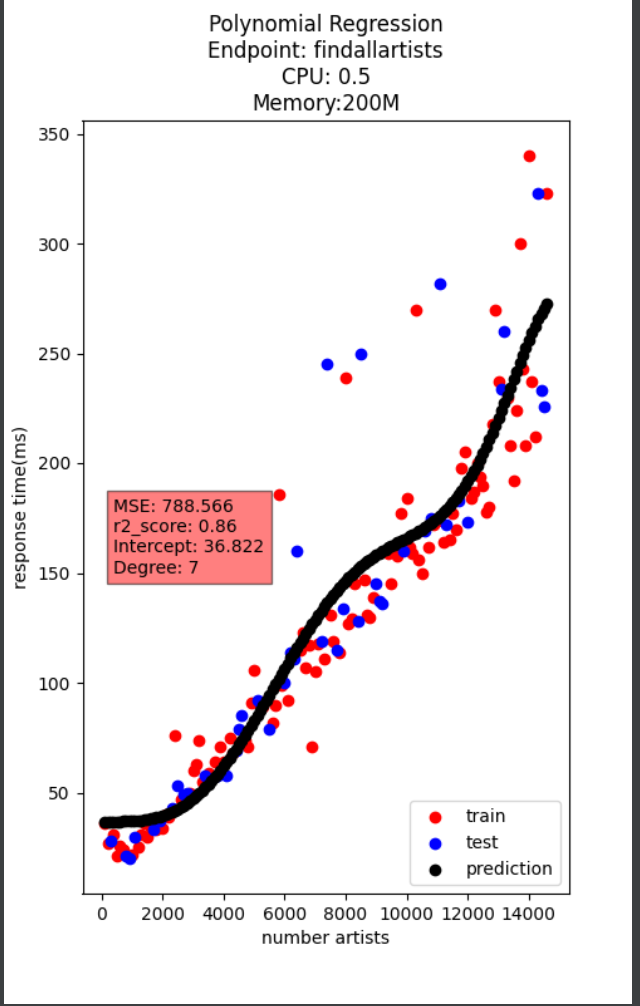 Polynomial Regression
Endpoint: findallartists
CPU: 0.5
Memory:200M
350
300
250
200
150
100
50
response time(ms)
MSE: 788.566
r2_score: 0.86
Intercept: 36.822
Degree: 7
train
test
prediction
0 2000 4000 6000 8000 10000 12000 14000
number artists